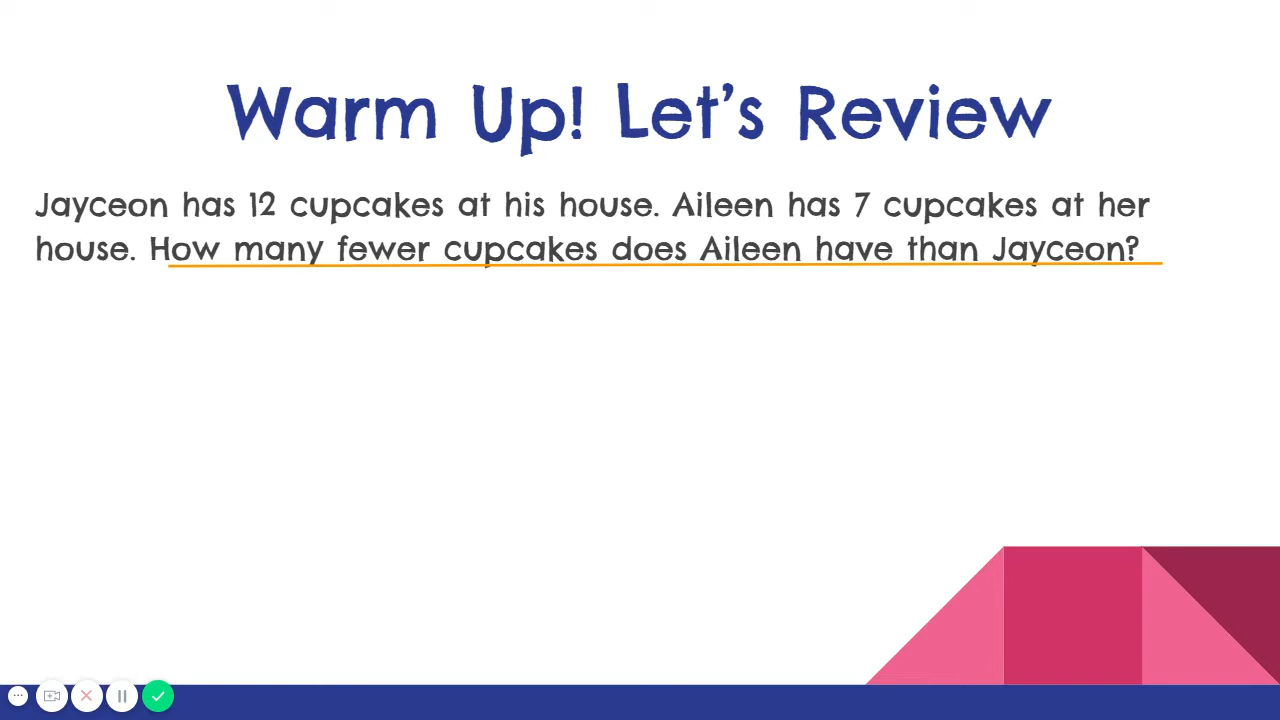 Warm Up! Let's Review
Jayceon has 12 cupcakes at his house. Aileen has 7 cupcakes at her
house. How many fewer cupcakes does Aileen have than Jayceon?